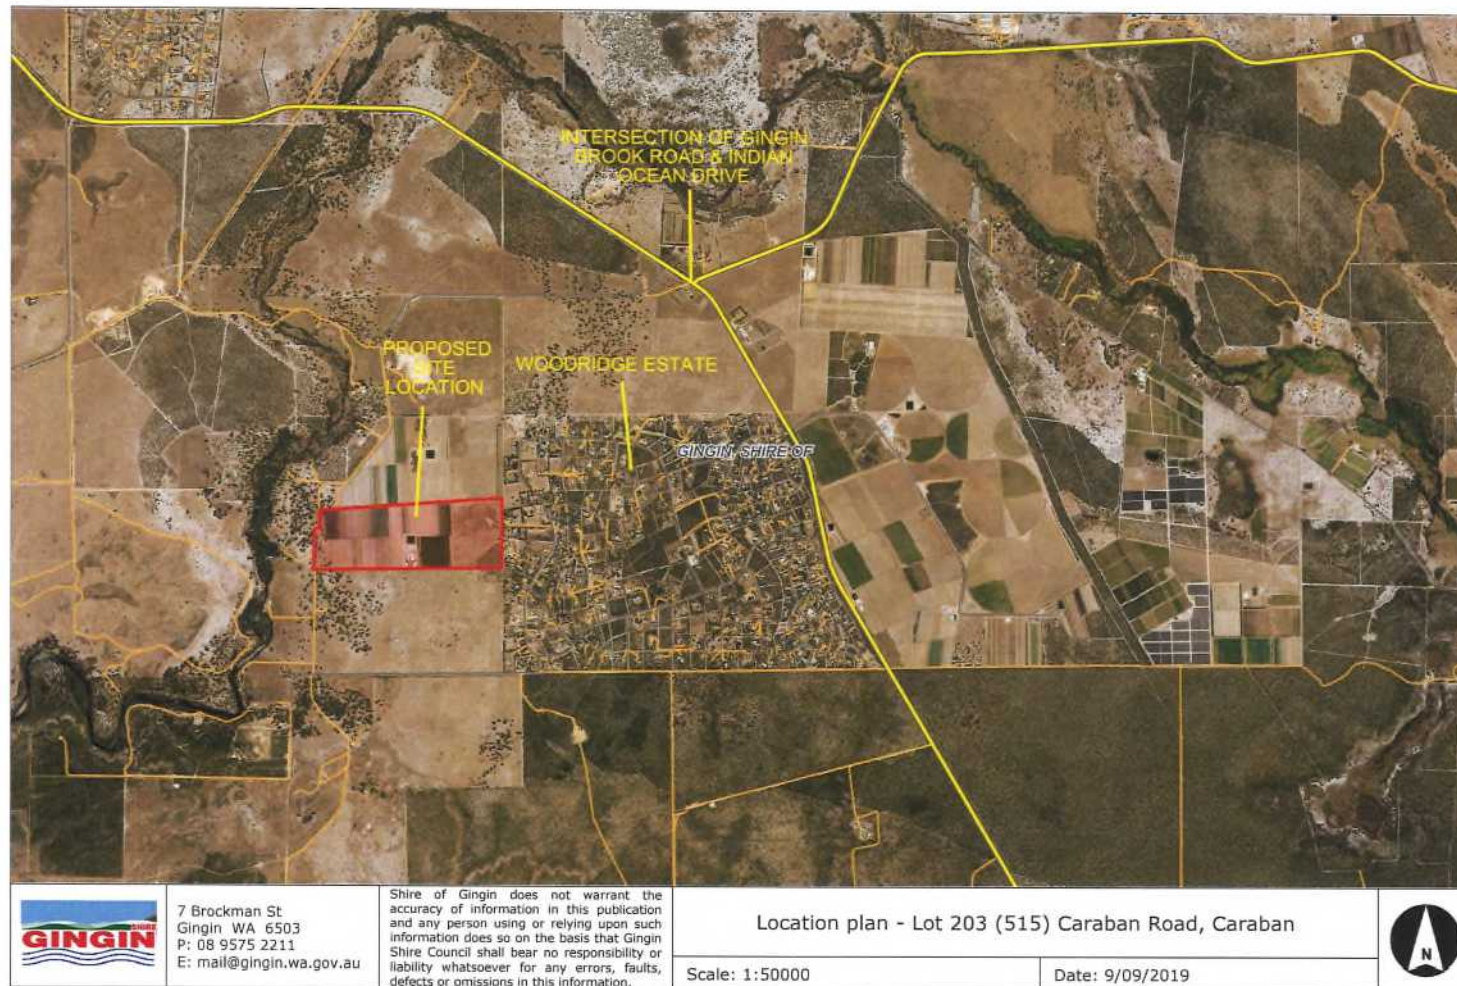 INTERSECTION OF GINGIN
BROOK ROAD & INDIAN
OCEAN DRIVE
PROPOSED
SITE
LOCATION
WOODRIDGE ESTATE
GINGIN, SHIRE OF
SHIRE
GINGIN
7 Brockman St
Gingin WA 6503
P: 08 9575 2211
E: mail@gingin.wa.gov.au
Shire of Gingin does not warrant the
accuracy of information in this publication
and any person using or relying upon such
information does so on the basis that Gingin
Shire Council shall bear no responsibility or
liability whatsoever for any errors, faults,
defects or omissions in this information.
Location plan - Lot 203 (515) Caraban Road, Caraban
Scale: 1:50000
Date: 9/09/2019
N